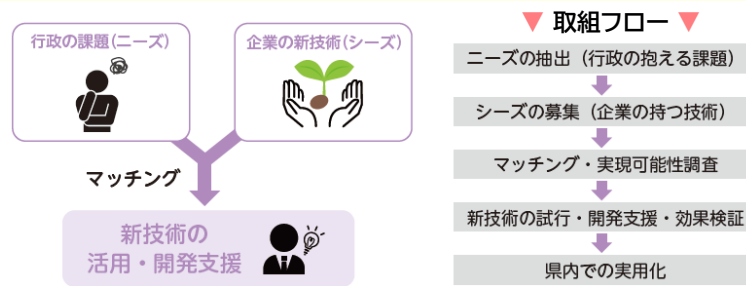 行政の課題(ニーズ)
企業の新技術(シーズ)
マッチング
新技術の
活用・開発支援
▼ 取組フロー ▼
ニーズの抽出（行政の抱える課題）
シーズの募集（企業の持つ技術）
マッチング・実現可能性調査
新技術の試行・開発支援・効果検証
県内での実用化